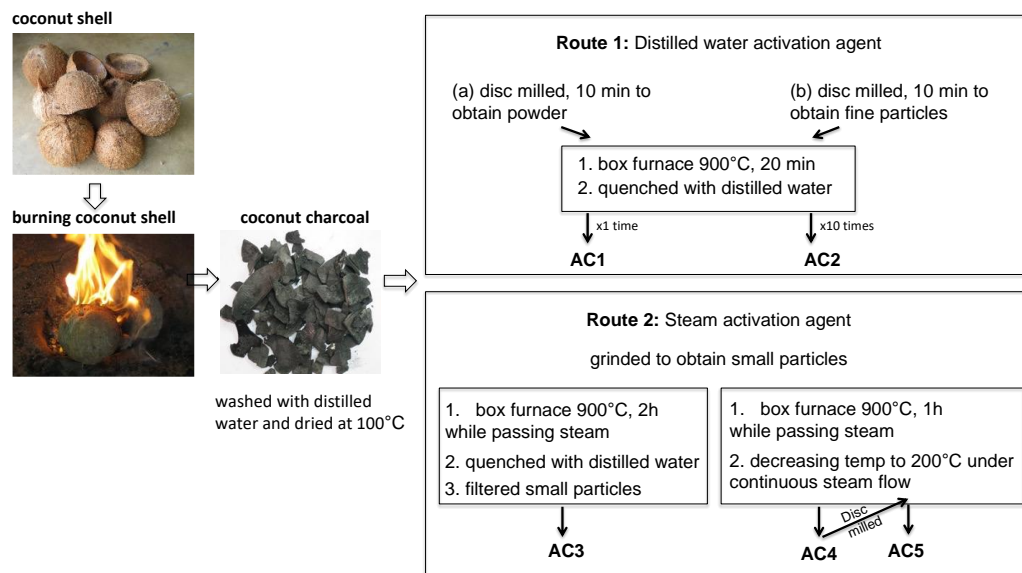 coconut shell
burning coconut shell
coconut charcoal
washed with distilled
water and dried at 100°C
Route 1: Distilled water activation agent
(a) disc milled, 10 min to
obtain powder
(b) disc milled, 10 min to
obtain fine particles
1. box furnace 900°C, 20 min
2. quenched with distilled water
x1 time
x10 times
AC1
AC2
Route 2: Steam activation agent
grinded to obtain small particles
1. box furnace 900°C, 2h
while passing steam
2. quenched with distilled water
3. filtered small particles
AC3
1. box furnace 900°C, 1h
while passing steam
2. decreasing temp to 200°C under
continuous steam flow
Disc
milled
AC4
AC5